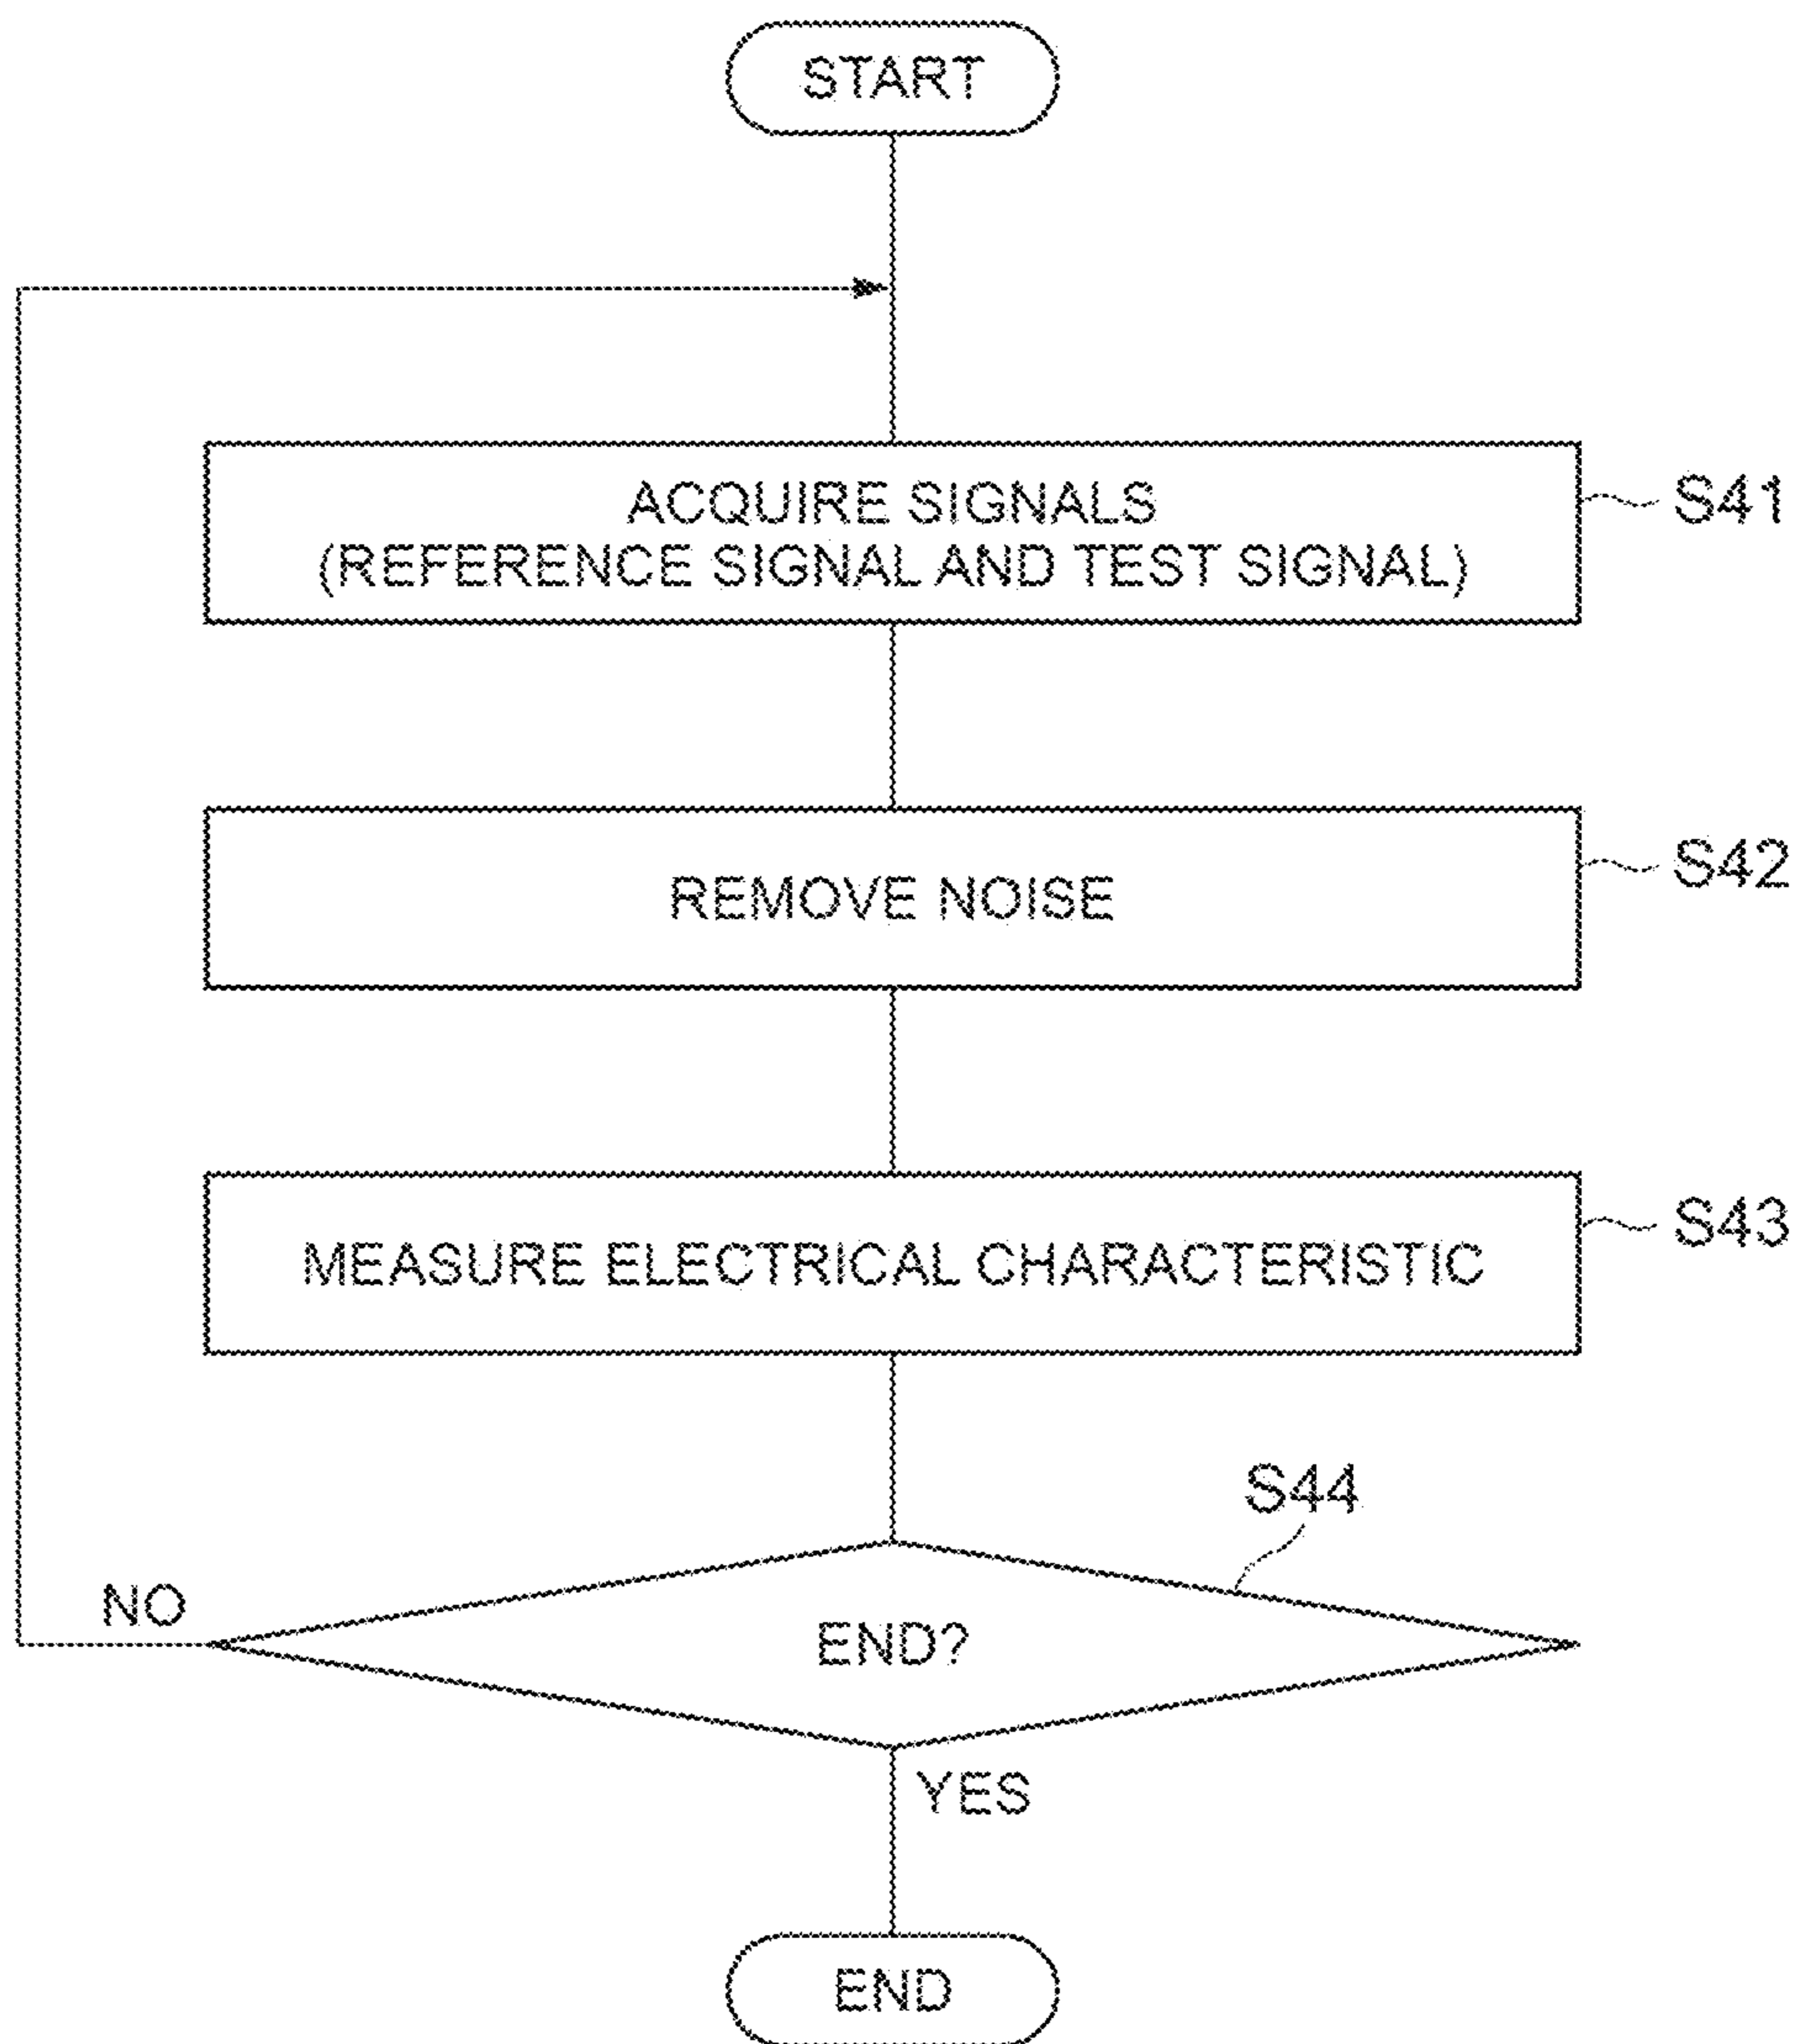 START
ACQUIRE SIGNALS
(REFERENCE SIGNAL AND TEST SIGNAL)
S41
REMOVE NOISE
S42
MEASURE ELECTRICAL CHARACTERISTIC
S43
S44
NO
END?
YES
END